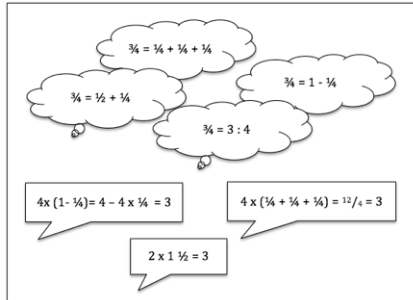 ¾ = ¼ + ¼ + ¼
¾ = 1 - ¼
¾ = ½ + ¼
¾ = 3 : 4
4x (1- ¼)= 4 – 4 x ¼ = 3
4 x (¼ + ¼ + ¼) = ¹²/₄ = 3
2 x 1 ½ = 3